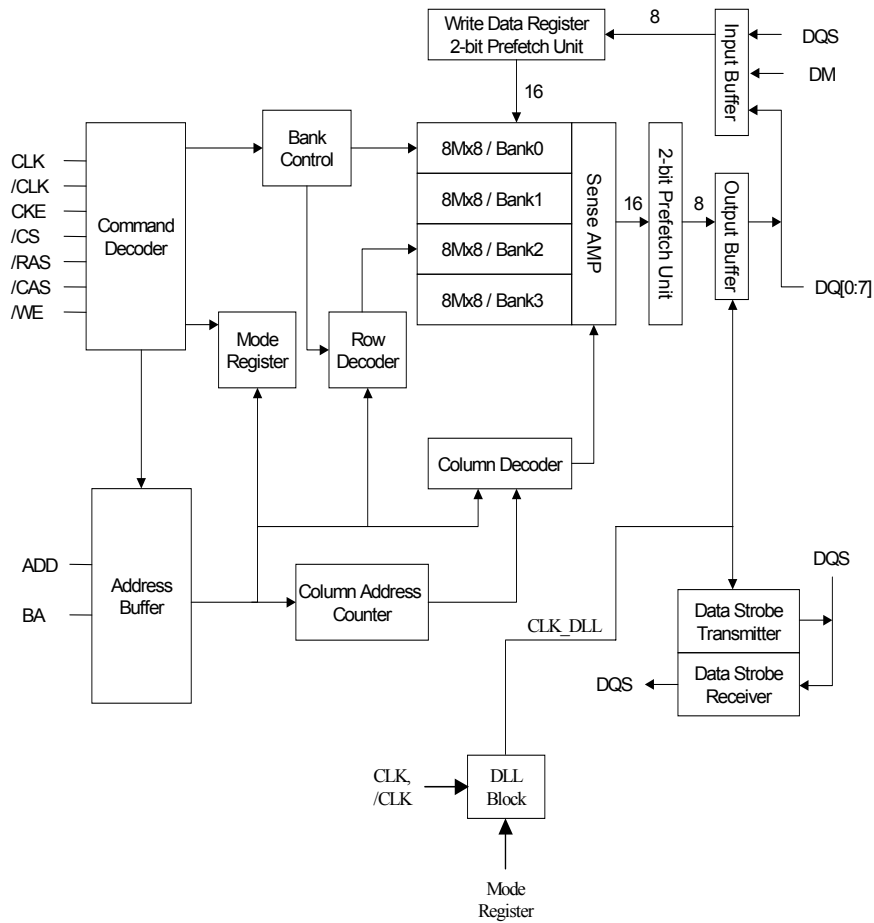 Write Data Register
2-bit Prefetch Unit
8
Input Buffer
DQS
DM
16
Bank
Control
8Mx8 / Bank0
8Mx8 / Bank1
8Mx8 / Bank2
8Mx8 / Bank3
Sense AMP
16
2-bit Prefetch Unit
8
Output Buffer
DQ[0:7]
CLK
/CLK
CKE
/CS
/RAS
/CAS
/WE
Command
Decoder
Mode
Register
Row
Decoder
Column Decoder
ADD
BA
Address
Buffer
Column Address
Counter
CLK_DLL
DQS
Data Strobe
Transmitter
Data Strobe
Receiver
DQS
CLK,
/CLK
DLL
Block
Mode
Register